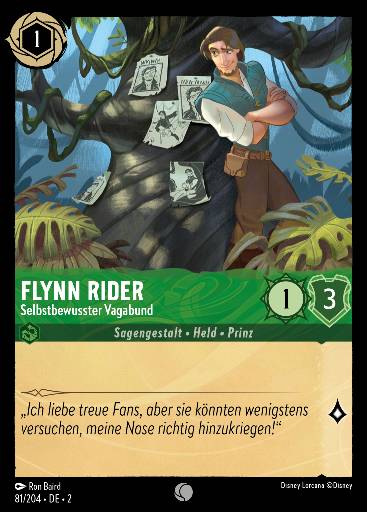 1
FLYNN RIDER
Selbstbewusster Vagabund
1
3
Sagengestalt • Held • Prinz
„Ich liebe treue Fans, aber sie könnten wenigstens
versuchen, meine Nose richtig hinzukriegen!“
Ron Baird
Disney Lorcana ©Disney
81/204 • DE • 2